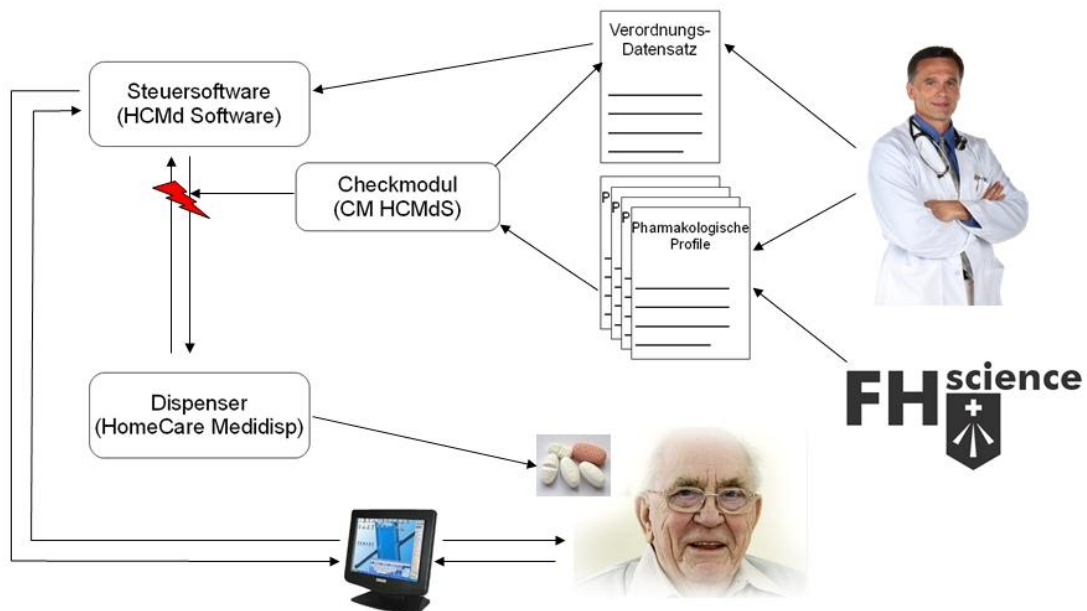 Verordnungs-
Datensatz
Steuersoftware
(HCMd Software)
Checkmodul
(CM HCMdS)
P
P
P
Pharmakologische
Profile
FH science
Dispenser
(HomeCare Medidisp)